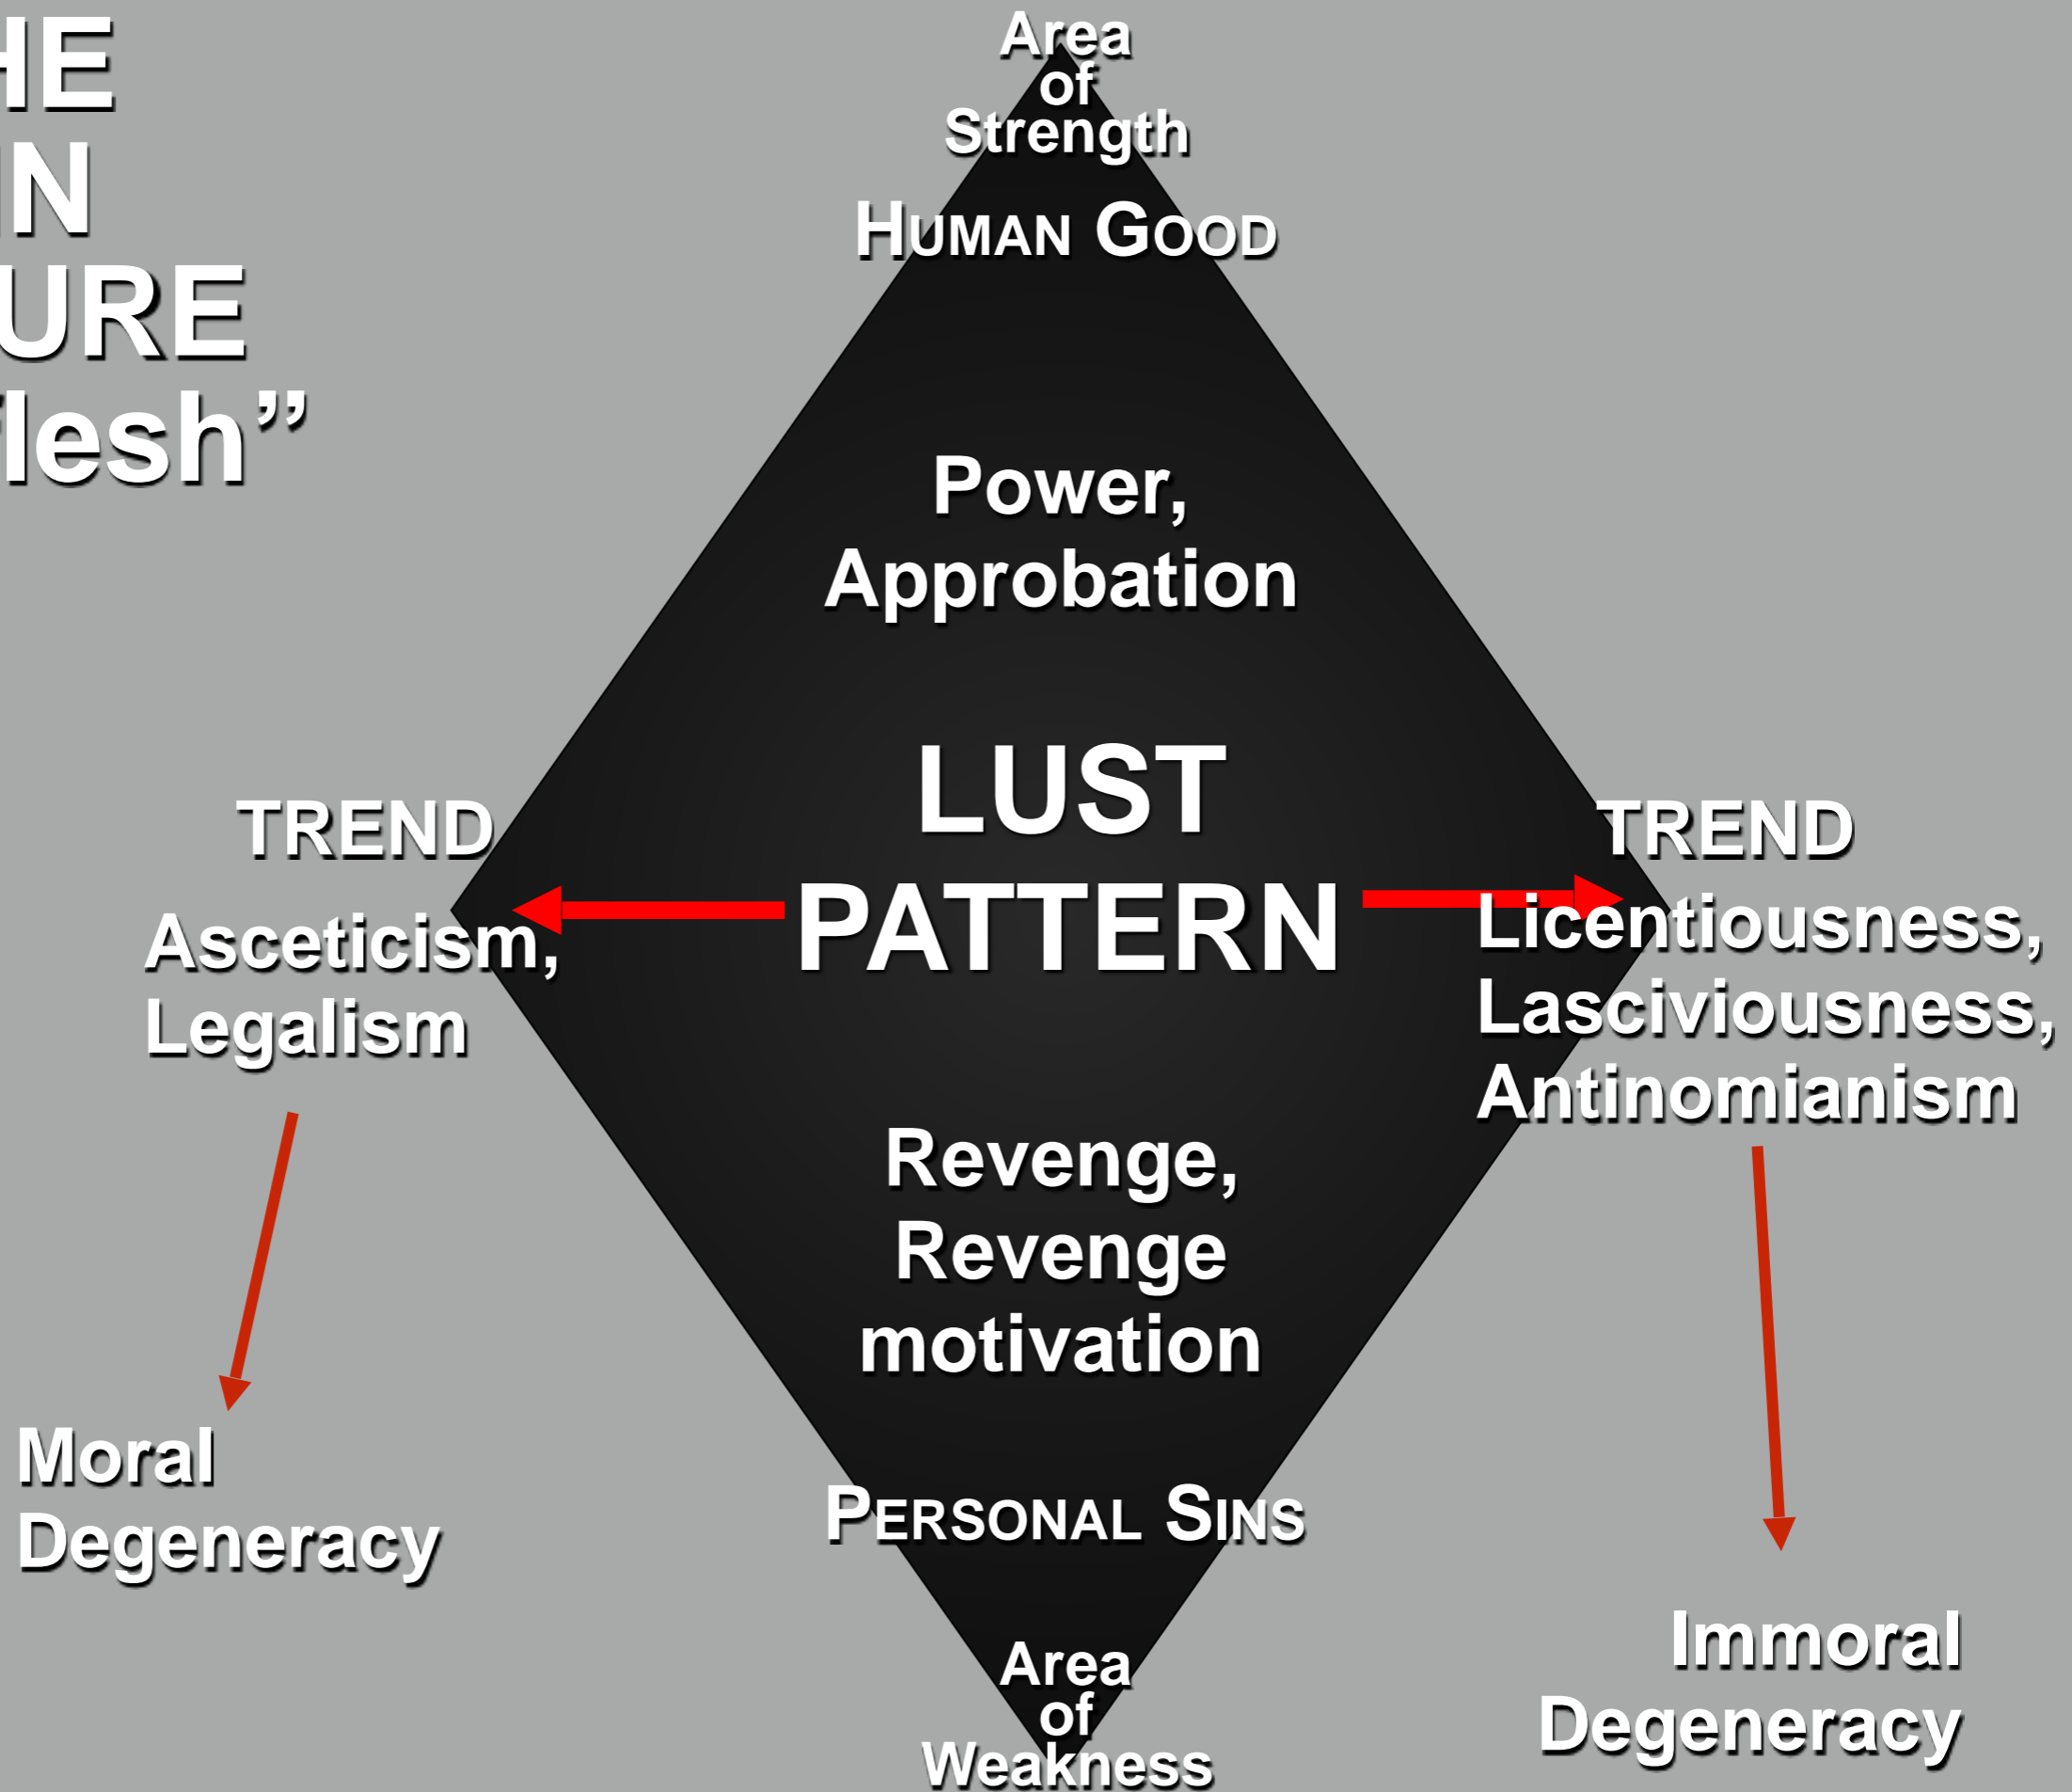 HE
IN
URE
lesh”
Area
of
Strength
HUMAN GOOD
Power,
Approbation
LUST
PATTERN
TREND
Asceticism,
Legalism
TREND
Licentiousness,
Lasciviousness,
Antinomianism
Revenge,
Revenge
motivation
Moral
Degeneracy
PERSONAL SINS
Immoral
Degeneracy
Area
of
Weakness